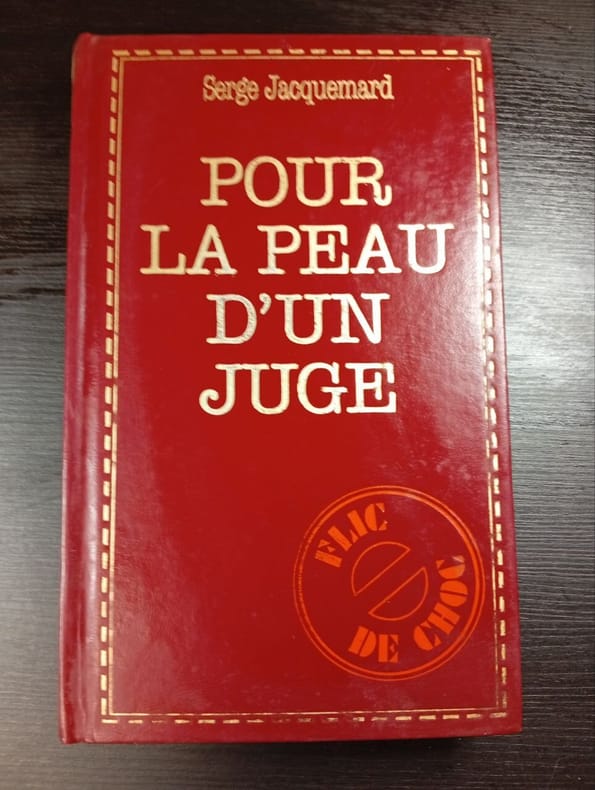 Serge Jacquemard
POUR
LA PEAU
D'UN
JUGE
FLIC
DE CHOC